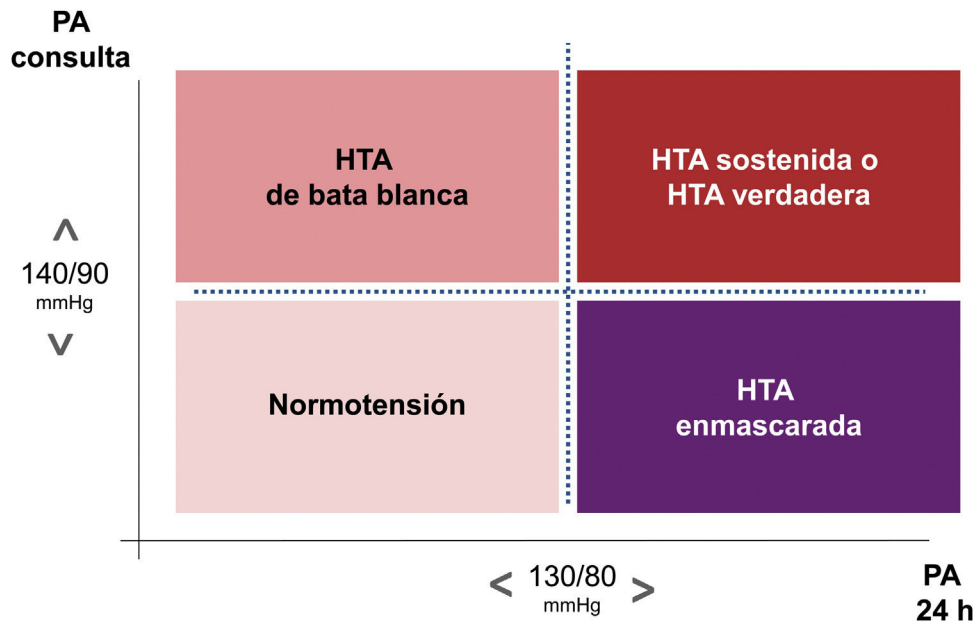 PA
consulta
HTA
de bata blanca
HTA sostenida o
HTA verdadera
>
140/90
mmHg
<
Normotensión
HTA
enmascarada
< 130/80 >
mmHg
PA
24 h